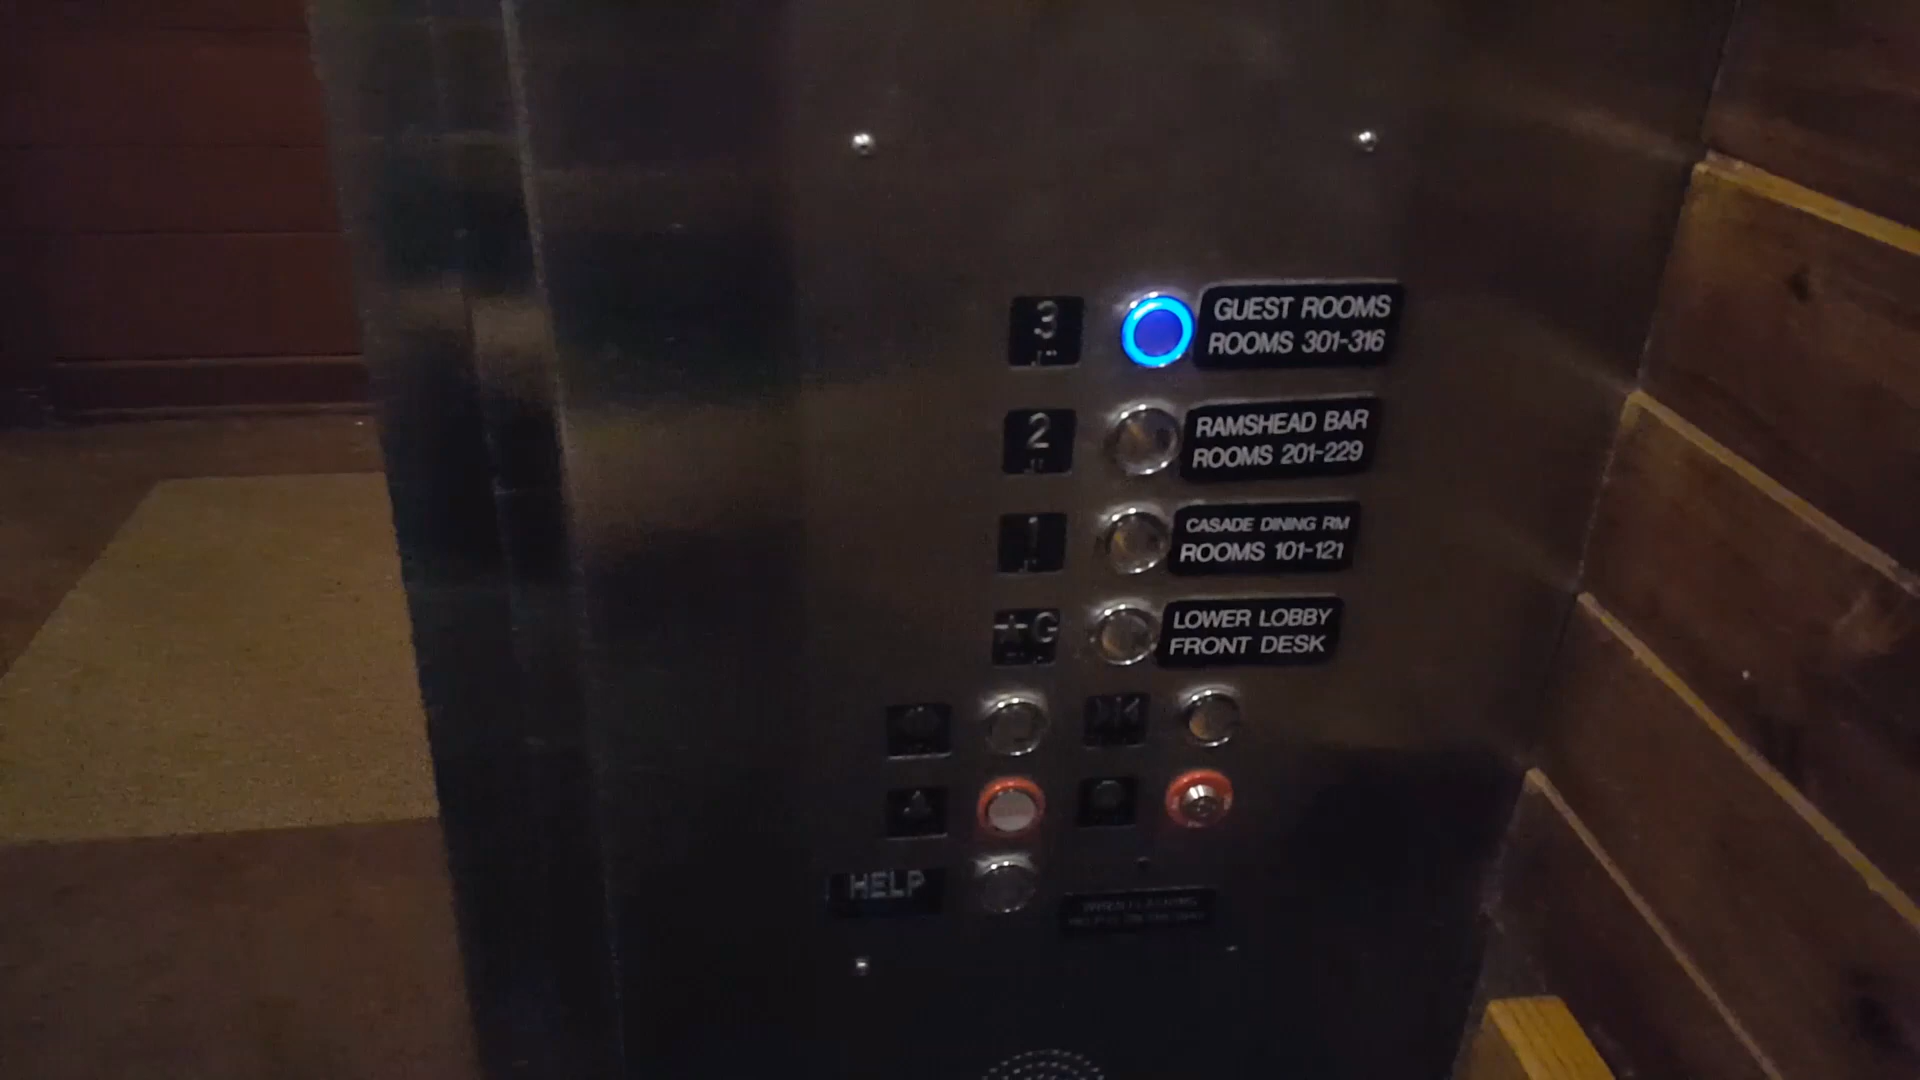 3
GUEST ROOMS
ROOMS 301-316
2
RAMSHEAD BAR
ROOMS 201-229
1
CASADE DINING RM
ROOMS 101-121
★G
LOWER LOBBY
FRONT DESK
HELP